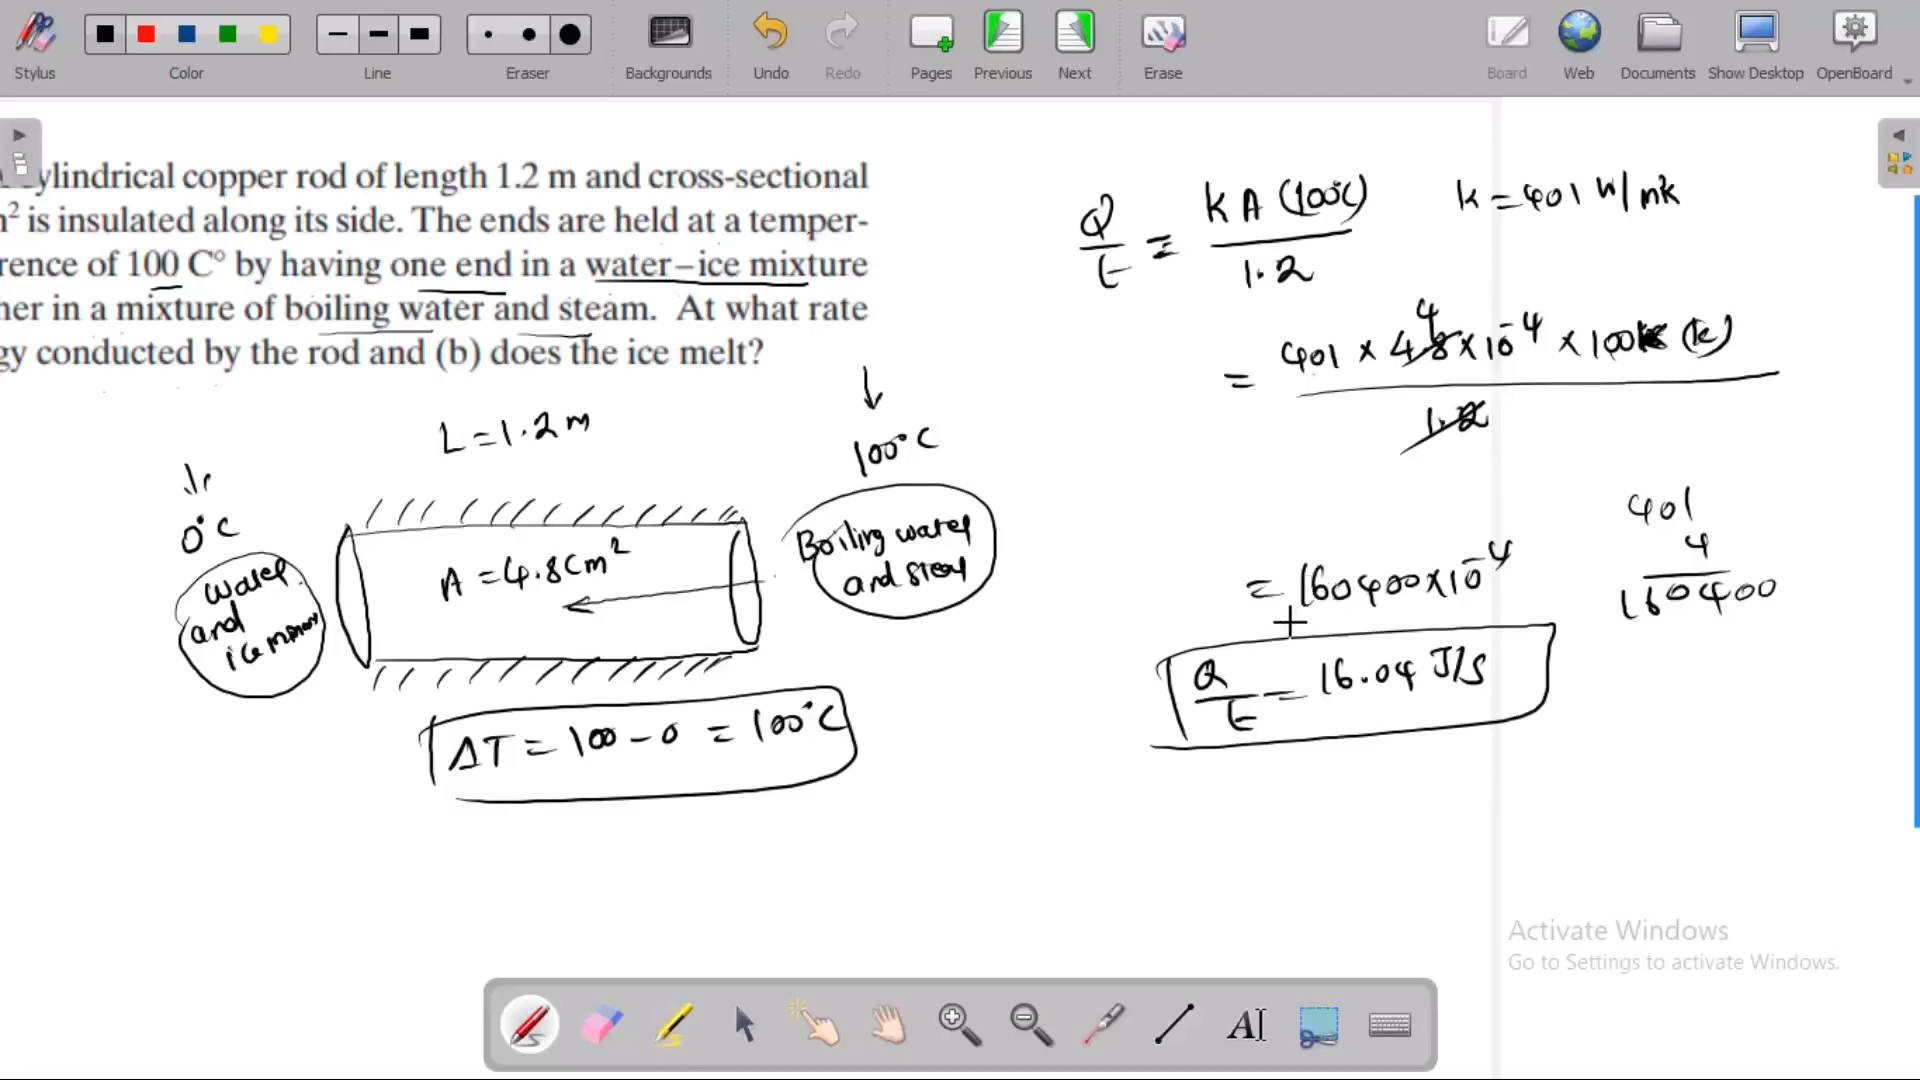 Stylus
Color
Line
Eraser
Backgrounds
Undo
Redo
Pages
Previous
Next
Erase
Board
Web
Documents
Show Desktop
OpenBoard
ylindrical copper rod of length 1.2 m and cross-sectional
m² is insulated along its side. The ends are held at a temper-
rence of 100 C° by having one end in a water–ice mixture
her in a mixture of boiling water and steam. At what rate
gy conducted by the rod and (b) does the ice melt?
L = 1.2 m
0°C
100°C
water
and
ice
A = 4.8 cm²
Boiling water
and
ΔT = 100 - 0 = 100°C
Q/t = KA (100°C) / 1.2
k = 401 W/mk
= 401 × 4.8 × 10⁻⁴ × 100 (k) / 1.2
4
= 160400 × 10⁻⁴
401
4
160400
Q/t = 16.04 J/s
Activate Windows
Go to Settings to activate Windows.